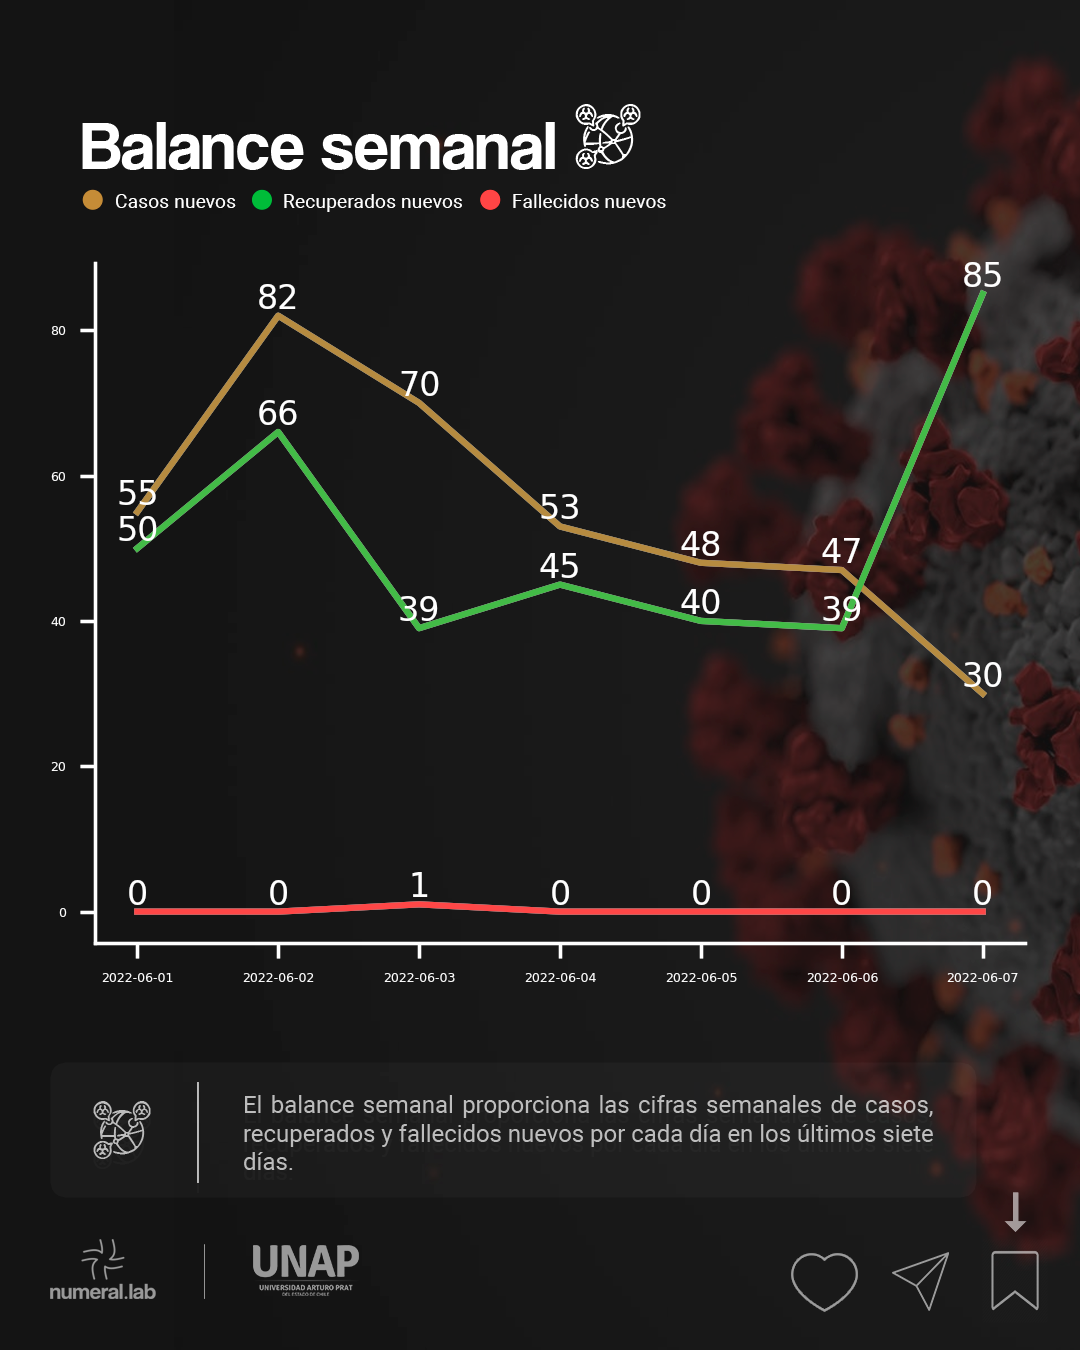 Balance semanal
Casos nuevos Recuperados nuevos Fallecidos nuevos
85
82
80
70
66
60
55
53
50
48
47
45
40
39
40
39
30
20
0
0
1
0
0
0
0
0
2022-06-01 2022-06-02 2022-06-03 2022-06-04 2022-06-05 2022-06-06 2022-06-07
El balance semanal proporciona las cifras semanales de casos,
recuperados y fallecidos nuevos por cada día en los últimos siete
días.
numeral.lab
UNAP
UNIVERSIDAD ARTURO PRAT
DEL ESTADO DE CHILE